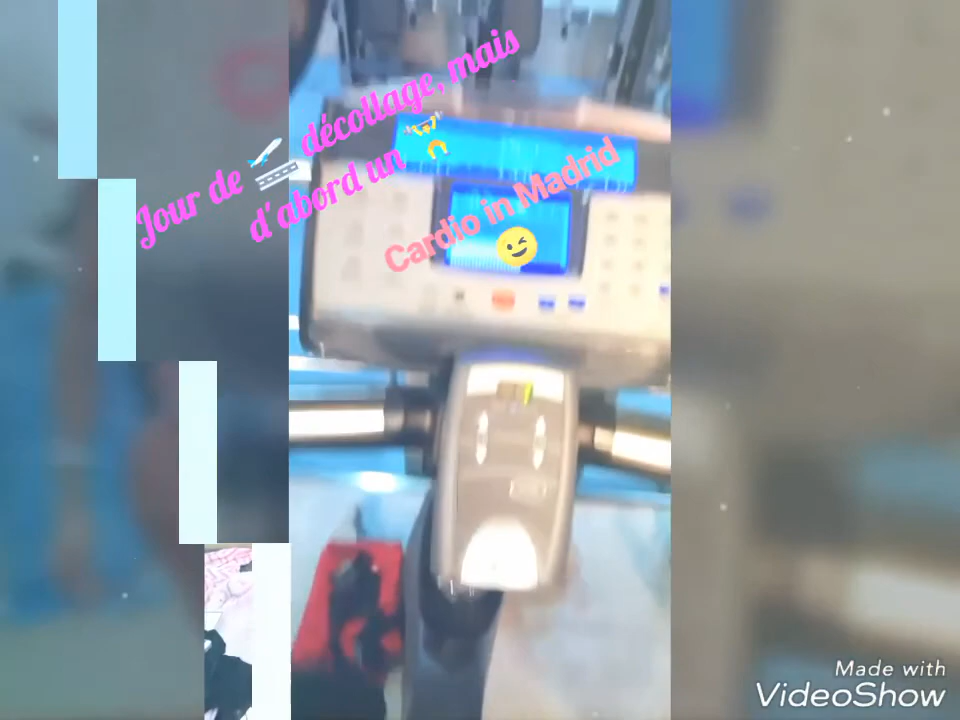 Jour de 🛫 décollage, mais
d'abord un 🏋️
Cardio in Madrid
😉
Made with
VideoShow